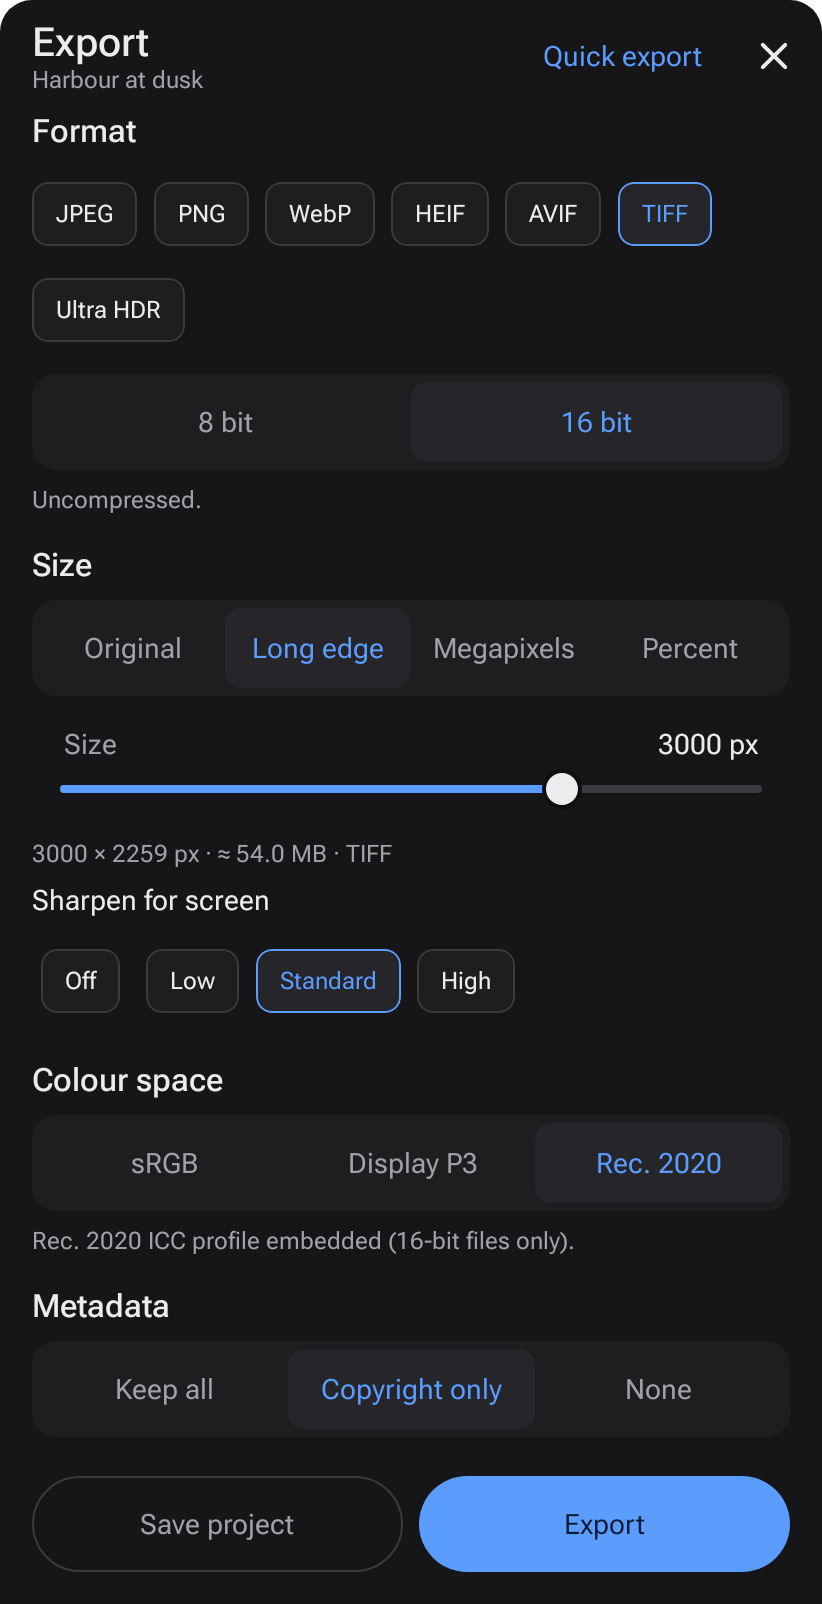 Export
Harbour at dusk
Quick export
Format
JPEG PNG WebP HEIF AVIF TIFF
Ultra HDR
8 bit 16 bit
Uncompressed.
Size
Original Long edge Megapixels Percent
Size 3000 px
3000 × 2259 px · ≈ 54.0 MB · TIFF
Sharpen for screen
Off Low Standard High
Colour space
sRGB Display P3 Rec. 2020
Rec. 2020 ICC profile embedded (16-bit files only).
Metadata
Keep all Copyright only None
Save project Export